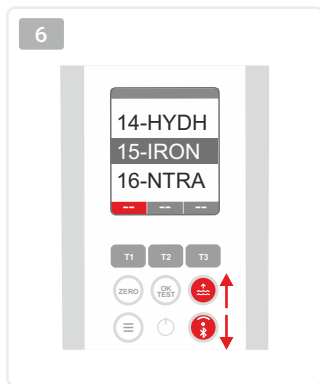 6
14-HYDH
15-IRON
16-NTRA
-- -- --
T1 T2 T3
ZERO OK TEST